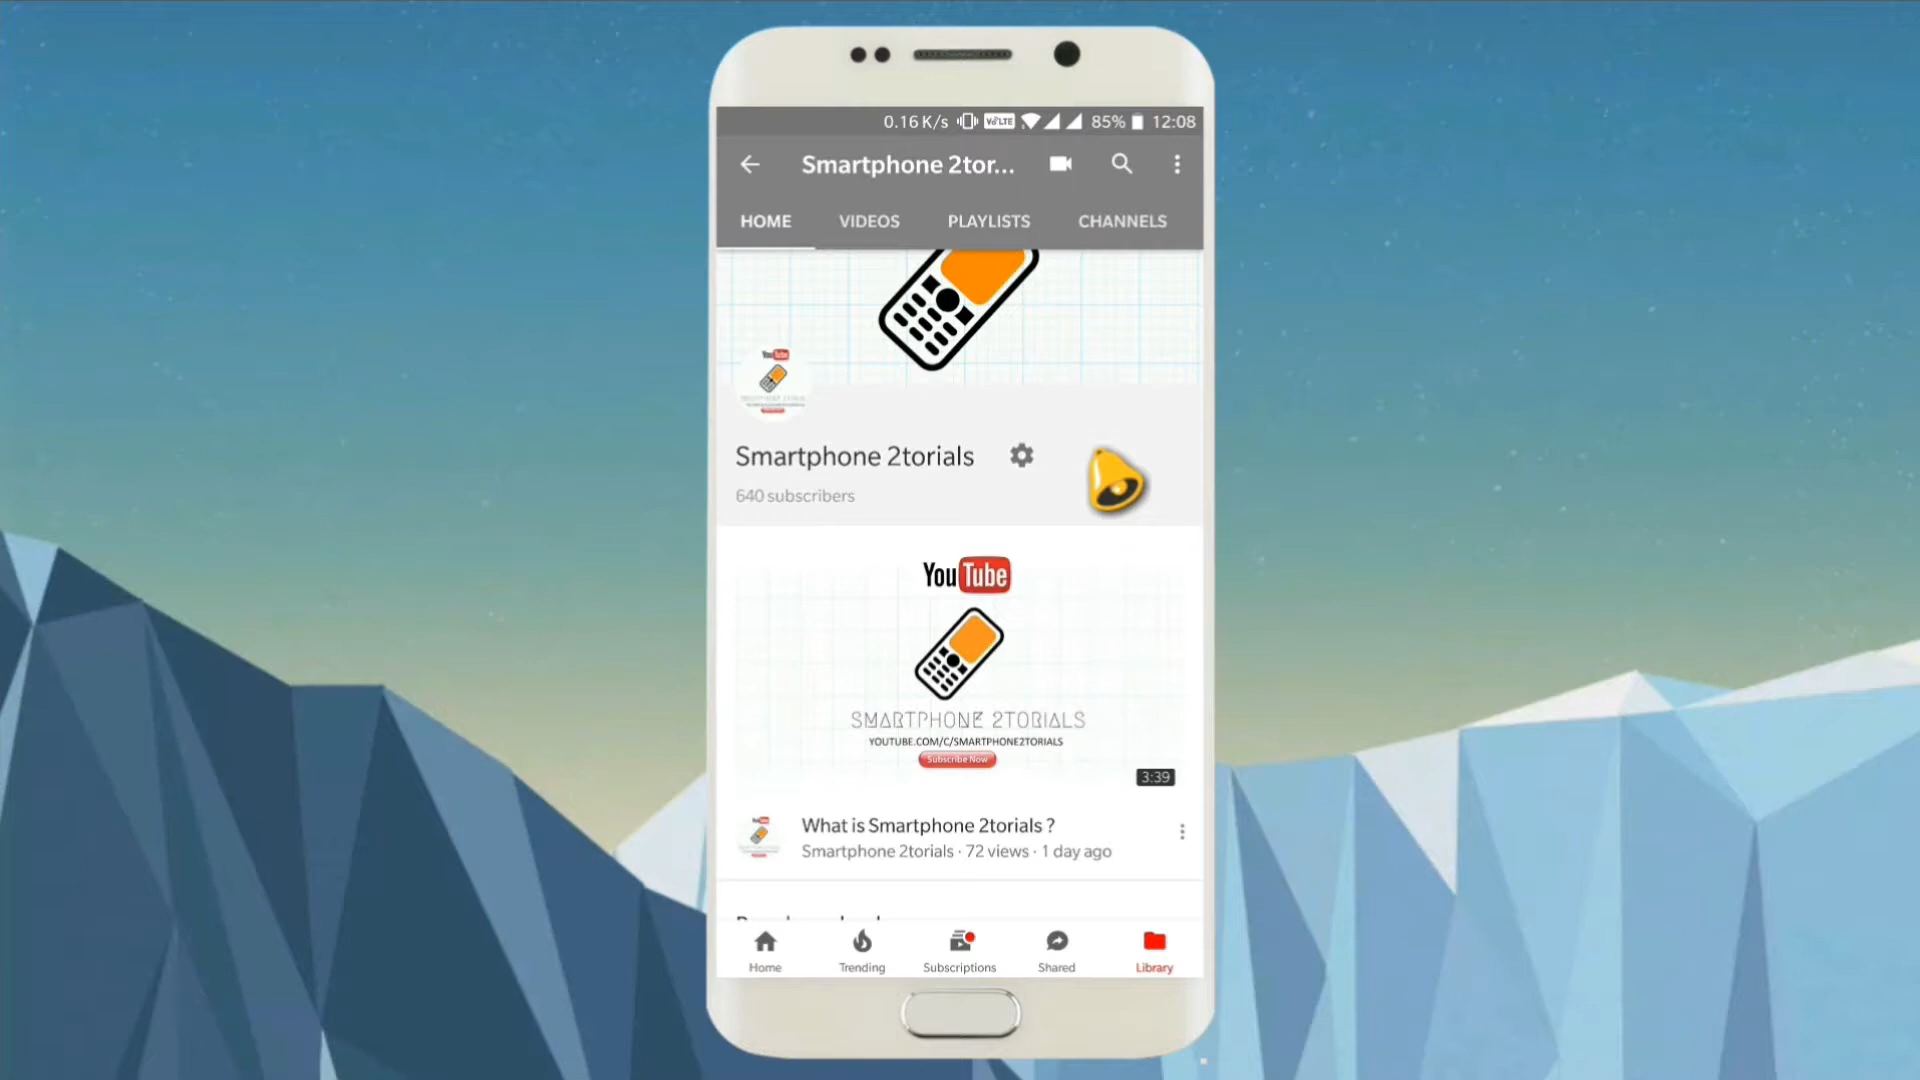 0.16 K/s VoLTE 85% 12:08
Smartphone 2tor...
HOME VIDEOS PLAYLISTS CHANNELS
YouTube
Smartphone 2torials
640 subscribers
YouTube
SMARTPHONE 2TORIALS
YOUTUBE.COM/C/SMARTPHONE2TORIALS
Subscribe Now
3:39
What is Smartphone 2torials ?
Smartphone 2torials · 72 views · 1 day ago
Home Trending Subscriptions Shared Library